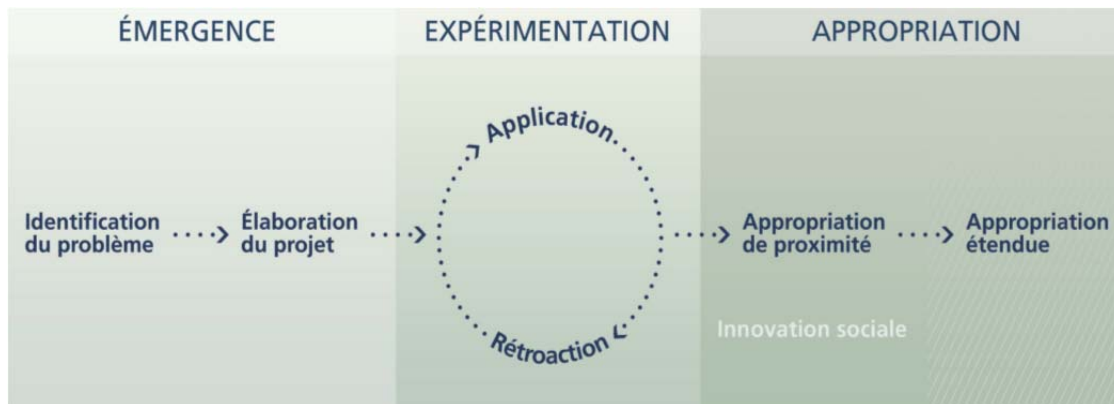 ÉMERGENCE
EXPÉRIMENTATION
APPROPRIATION
Identification
du problème
Élaboration
du projet
Application
Rétroaction
Appropriation
de proximité
Appropriation
étendue
Innovation sociale